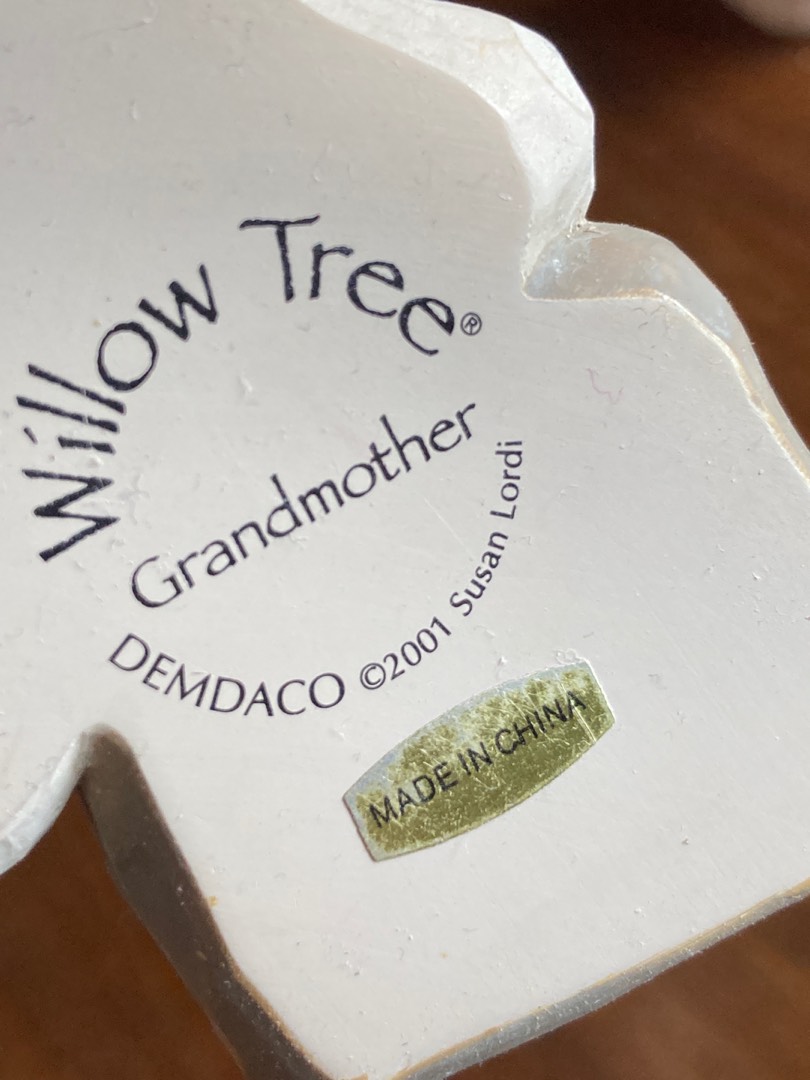 Willow Tree®
Grandmother
DEMDACO ©2001 Susan Lordi
MADE IN CHINA